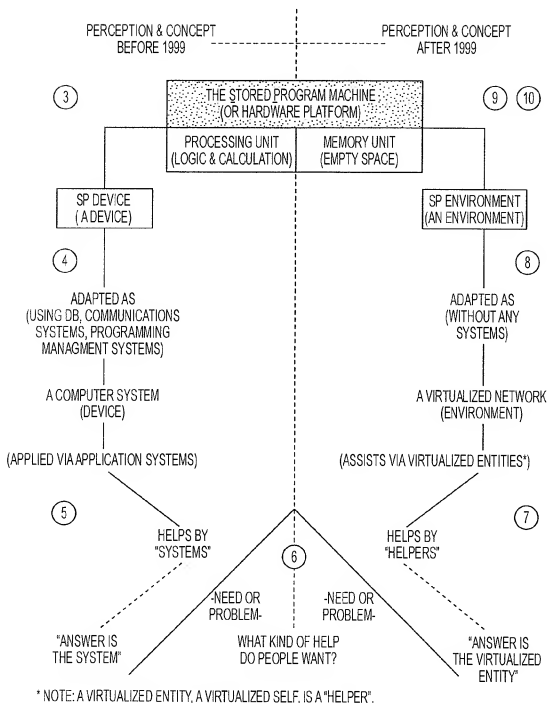 PERCEPTION & CONCEPT
BEFORE 1999
PERCEPTION & CONCEPT
AFTER 1999
3
THE STORED PROGRAM MACHINE
(OR HARDWARE PLATFORM)
9
10
PROCESSING UNIT
(LOGIC & CALCULATION)
MEMORY UNIT
(EMPTY SPACE)
SP DEVICE
(A DEVICE)
SP ENVIRONMENT
(AN ENVIRONMENT)
4
8
ADAPTED AS
(USING DB, COMMUNICATIONS
SYSTEMS, PROGRAMMING
MANAGMENT SYSTEMS)
ADAPTED AS
(WITHOUT ANY
SYSTEMS)
A COMPUTER SYSTEM
(DEVICE)
A VIRTUALIZED NETWORK
(ENVIRONMENT)
(APPLIED VIA APPLICATION SYSTEMS)
(ASSISTS VIA VIRTUALIZED ENTITIES*)
5
7
HELPS BY
"SYSTEMS"
HELPS BY
"HELPERS"
6
-NEED OR
PROBLEM-
-NEED OR
PROBLEM-
"ANSWER IS
THE SYSTEM"
WHAT KIND OF HELP
DO PEOPLE WANT?
"ANSWER IS
THE VIRTUALIZED
ENTITY"
* NOTE: A VIRTUALIZED ENTITY, A VIRTUALIZED SELF, IS A "HELPER".